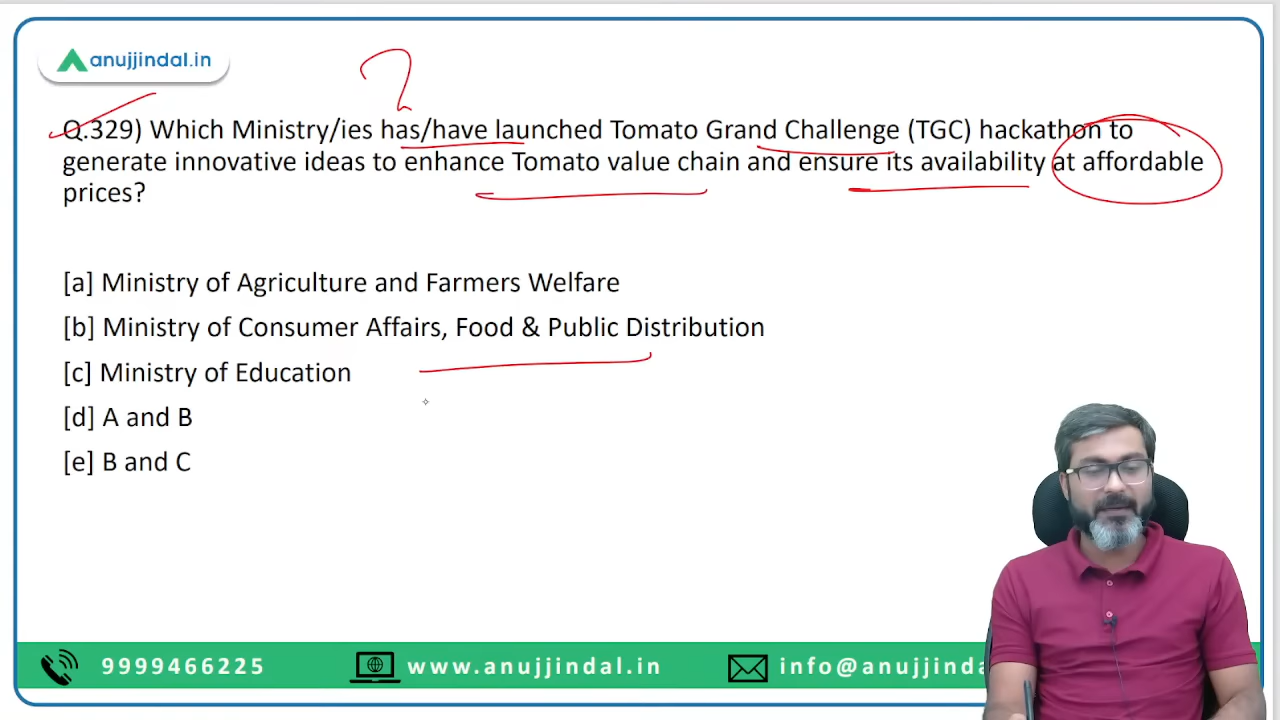 anujjindal.in
Q.329) Which Ministry/ies has/have launched Tomato Grand Challenge (TGC) hackathon to
generate innovative ideas to enhance Tomato value chain and ensure its availability at affordable
prices?
[a] Ministry of Agriculture and Farmers Welfare
[b] Ministry of Consumer Affairs, Food & Public Distribution
[c] Ministry of Education
[d] A and B
[e] B and C
9999466225
www.anujjindal.in
info@anujjinda